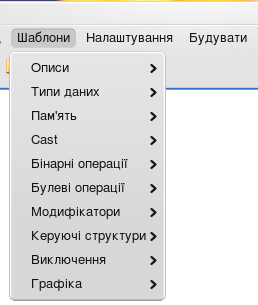 Шаблони Налаштування Будувати
Описи
Типи даних
Пам'ять
Cast
Бінарні операції
Булеві операції
Модифікатори
Керуючі структури
Виключення
Графіка